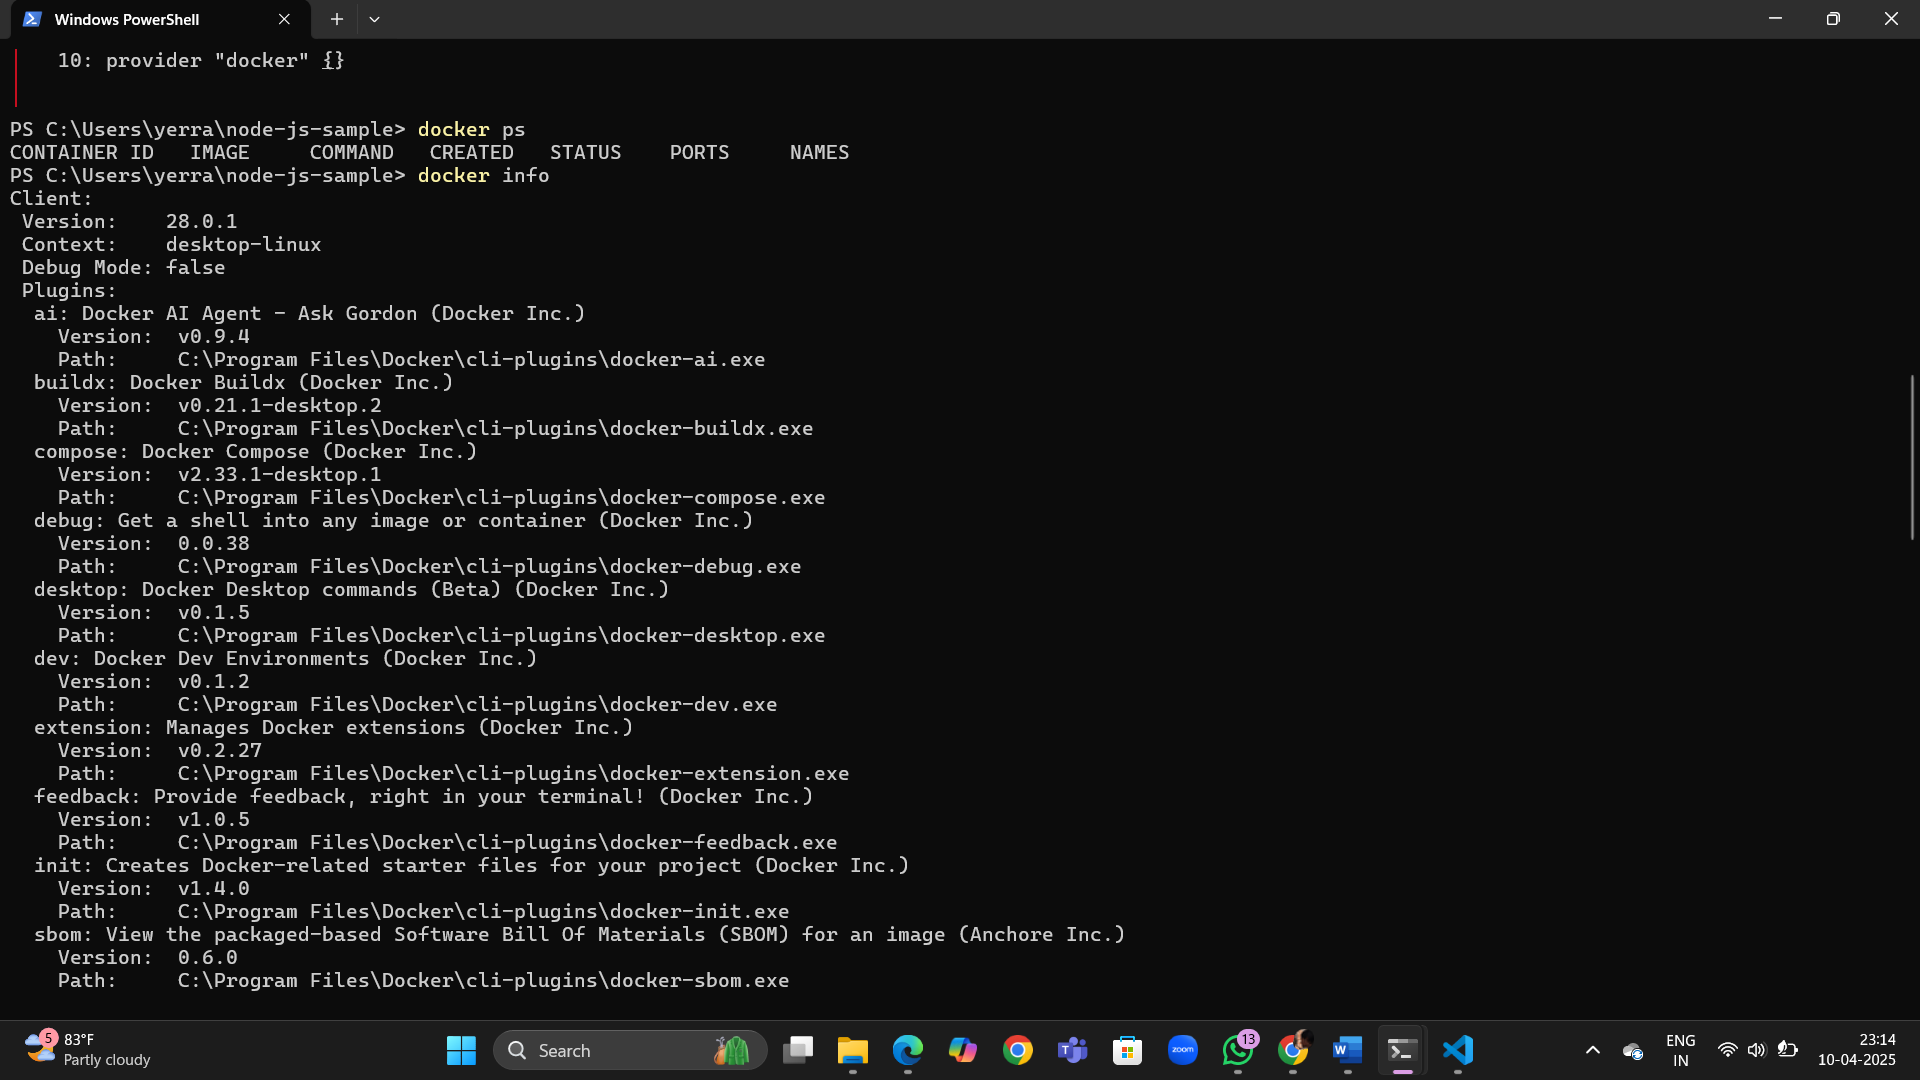 Windows PowerShell
10: provider "docker" {}
PS C:\Users\yerra\node-js-sample> docker ps
CONTAINER ID   IMAGE     COMMAND   CREATED   STATUS    PORTS     NAMES
PS C:\Users\yerra\node-js-sample> docker info
Client:
 Version:    28.0.1
 Context:    desktop-linux
 Debug Mode: false
 Plugins:
  ai: Docker AI Agent - Ask Gordon (Docker Inc.)
    Version:  v0.9.4
    Path:     C:\Program Files\Docker\cli-plugins\docker-ai.exe
  buildx: Docker Buildx (Docker Inc.)
    Version:  v0.21.1-desktop.2
    Path:     C:\Program Files\Docker\cli-plugins\docker-buildx.exe
  compose: Docker Compose (Docker Inc.)
    Version:  v2.33.1-desktop.1
    Path:     C:\Program Files\Docker\cli-plugins\docker-compose.exe
  debug: Get a shell into any image or container (Docker Inc.)
    Version:  0.0.38
    Path:     C:\Program Files\Docker\cli-plugins\docker-debug.exe
  desktop: Docker Desktop commands (Beta) (Docker Inc.)
    Version:  v0.1.5
    Path:     C:\Program Files\Docker\cli-plugins\docker-desktop.exe
  dev: Docker Dev Environments (Docker Inc.)
    Version:  v0.1.2
    Path:     C:\Program Files\Docker\cli-plugins\docker-dev.exe
  extension: Manages Docker extensions (Docker Inc.)
    Version:  v0.2.27
    Path:     C:\Program Files\Docker\cli-plugins\docker-extension.exe
  feedback: Provide feedback, right in your terminal! (Docker Inc.)
    Version:  v1.0.5
    Path:     C:\Program Files\Docker\cli-plugins\docker-feedback.exe
  init: Creates Docker-related starter files for your project (Docker Inc.)
    Version:  v1.4.0
    Path:     C:\Program Files\Docker\cli-plugins\docker-init.exe
  sbom: View the packaged-based Software Bill Of Materials (SBOM) for an image (Anchore Inc.)
    Version:  0.6.0
    Path:     C:\Program Files\Docker\cli-plugins\docker-sbom.exe
5
83°F
Partly cloudy
Search
T
zoom
13
W
ENG
IN
23:14
10-04-2025